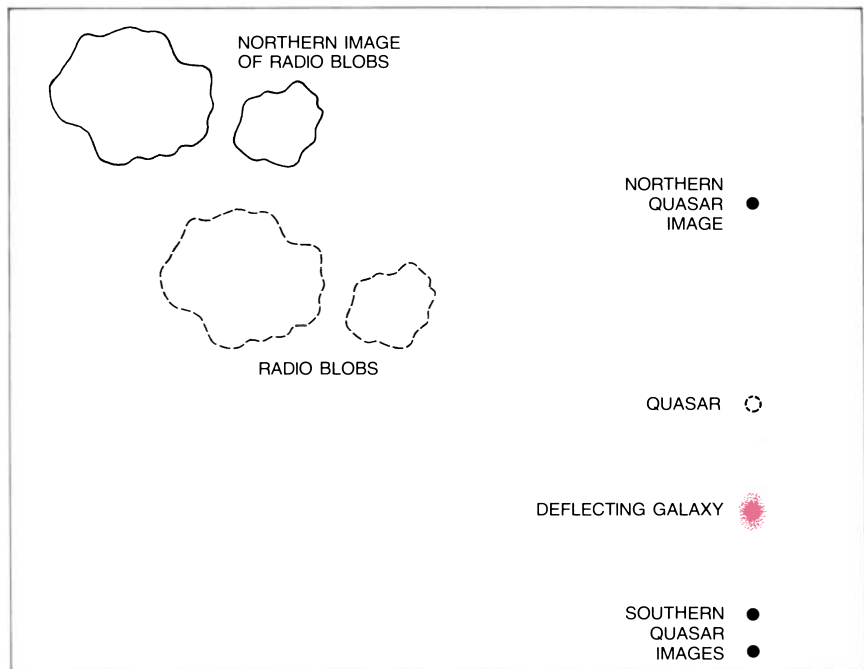 NORTHERN IMAGE
OF RADIO BLOBS
NORTHERN
QUASAR
IMAGE
RADIO BLOBS
QUASAR
DEFLECTING GALAXY
SOUTHERN
QUASAR
IMAGES